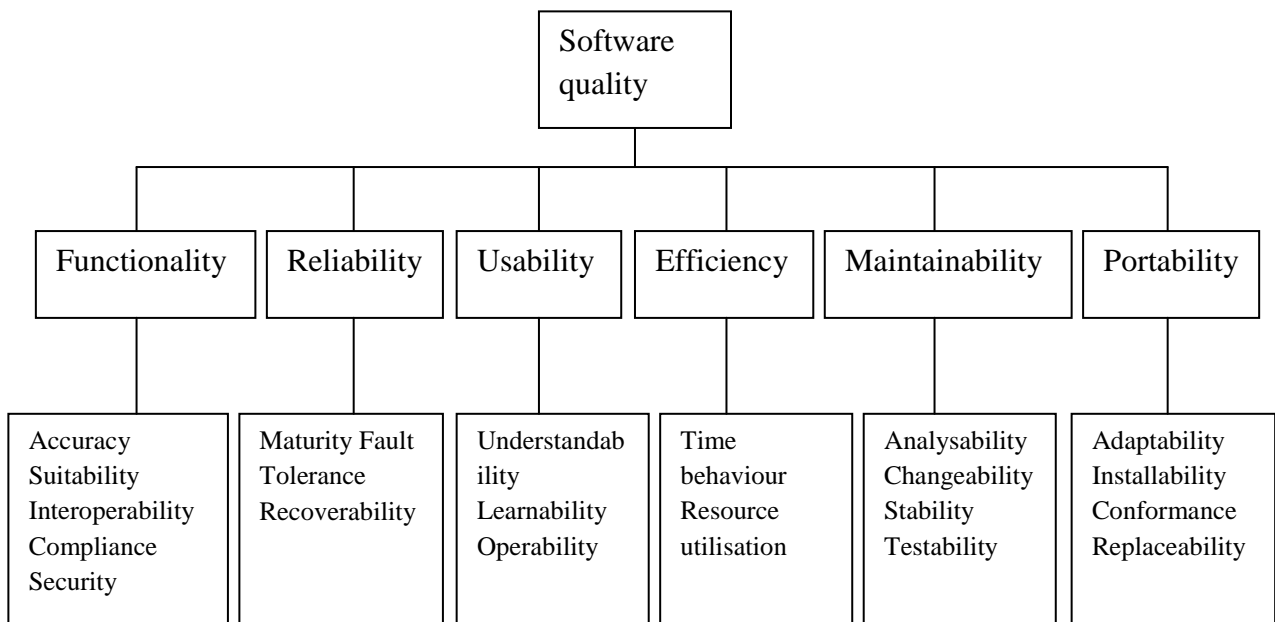 Software
quality
Functionality
Reliability
Usability
Efficiency
Maintainability
Portability
Accuracy
Suitability
Interoperability
Compliance
Security
Maturity Fault
Tolerance
Recoverability
Understandab
ility
Learnability
Operability
Time
behaviour
Resource
utilisation
Analysability
Changeability
Stability
Testability
Adaptability
Installability
Conformance
Replaceability